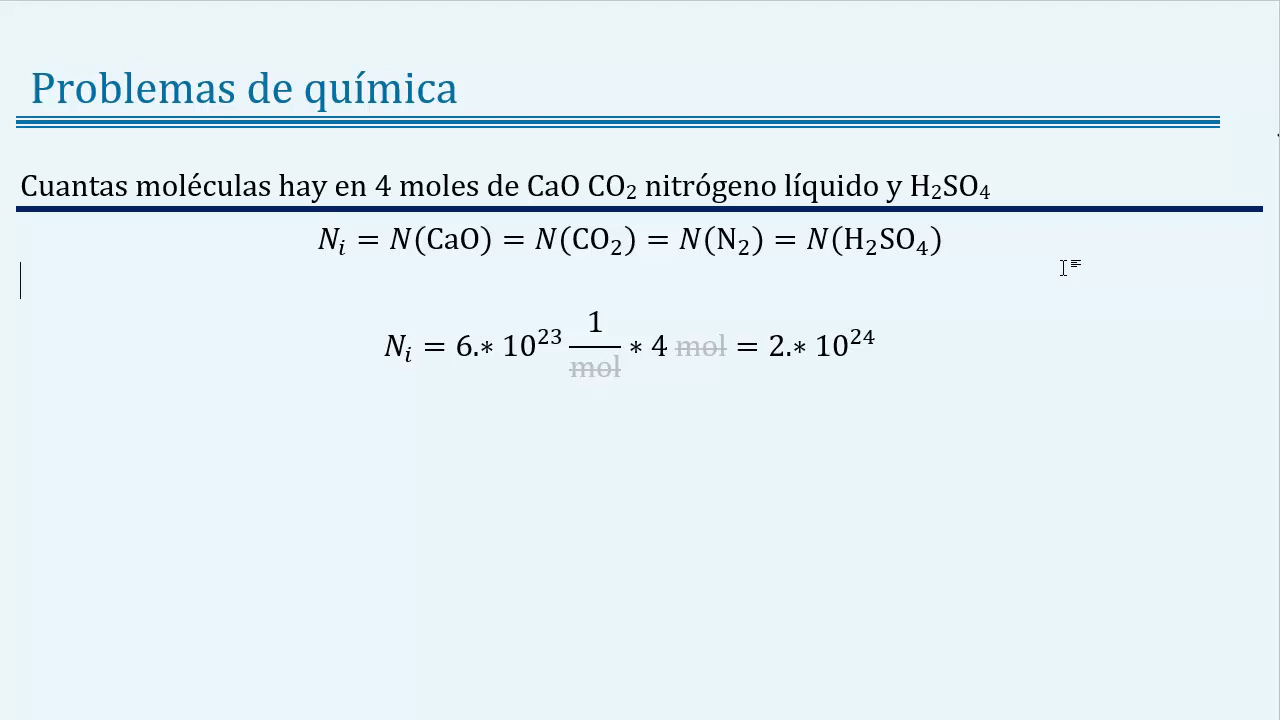 Problemas de química
Cuantas moléculas hay en 4 moles de CaO CO₂ nitrógeno líquido y H₂SO₄
Nᵢ = N(CaO) = N(CO₂) = N(N₂) = N(H₂SO₄)
Nᵢ = 6.∗ 10²³ 1/mol ∗ 4 mol = 2.∗ 10²⁴